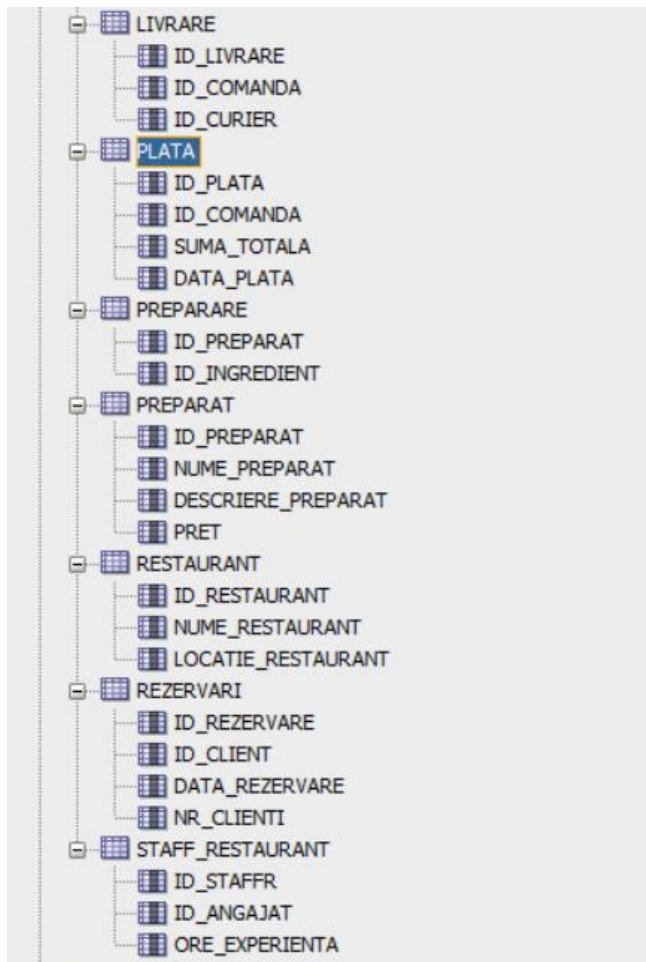 LIVRARE
ID_LIVRARE
ID_COMANDA
ID_CURIER
PLATA
ID_PLATA
ID_COMANDA
SUMA_TOTALA
DATA_PLATA
PREPARARE
ID_PREPARAT
ID_INGREDIENT
PREPARAT
ID_PREPARAT
NUME_PREPARAT
DESCRIERE_PREPARAT
PRET
RESTAURANT
ID_RESTAURANT
NUME_RESTAURANT
LOCATIE_RESTAURANT
REZERVARI
ID_REZERVARE
ID_CLIENT
DATA_REZERVARE
NR_CLIENTI
STAFF_RESTAURANT
ID_STAFFR
ID_ANGAJAT
ORE_EXPERIENTA